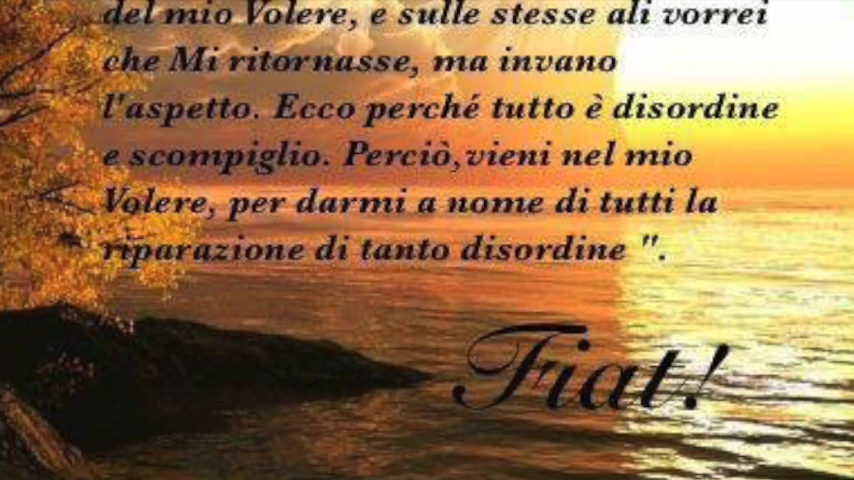 del mio Volere, e sulle stesse ali vorrei
che Mi ritornasse, ma invano
l'aspetto. Ecco perché tutto è disordine
e scompiglio. Perciò,vieni nel mio
Volere, per darmi a nome di tutti la
riparazione di tanto disordine ".
Fiat!